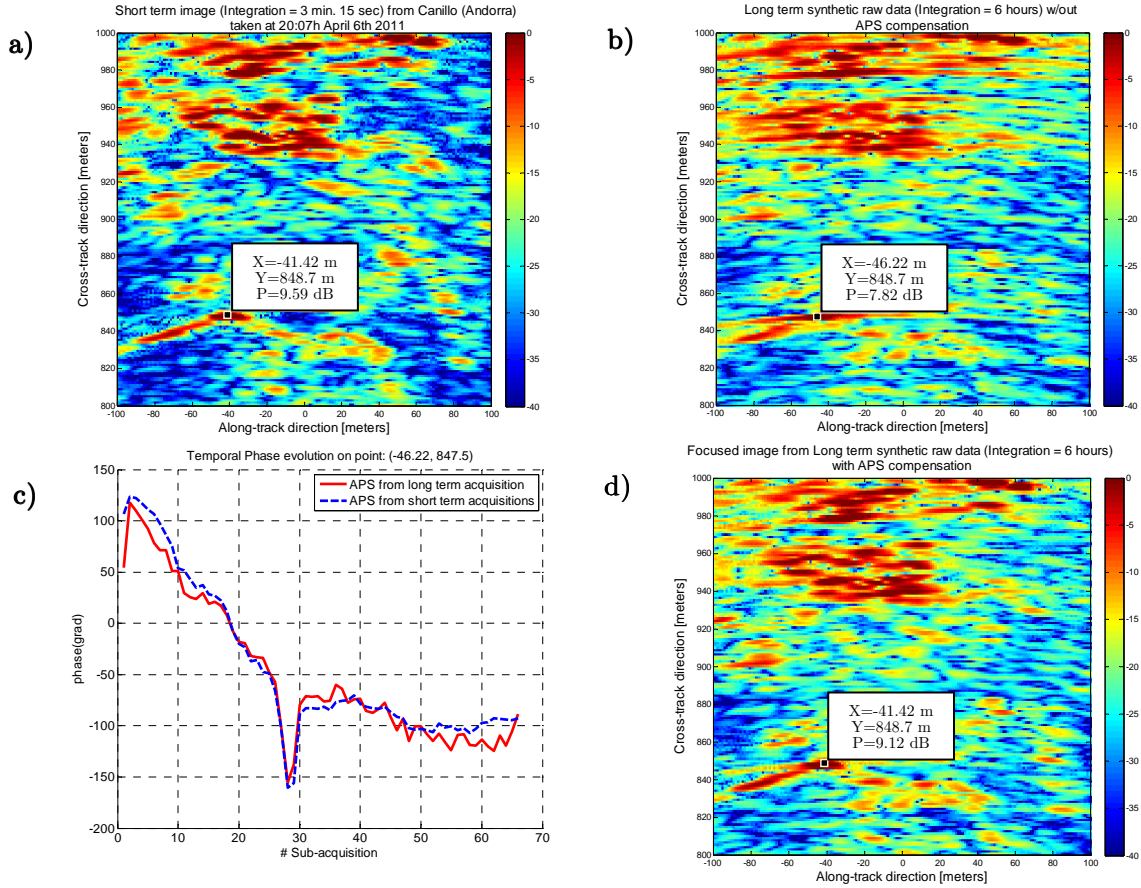 a)
Short term image (Integration = 3 min. 15 sec) from Canillo (Andorra)
taken at 20:07h April 6th 2011
Cross-track direction [meters]
1000
980
960
940
920
900
880
860
840
820
800
X=-41.42 m
Y=848.7 m
P=9.59 dB
-100 -80 -60 -40 -20 0 20 40 60 80 100
Along-track direction [meters]
0
-5
-10
-15
-20
-25
-30
-35
-40
b)
Long term synthetic raw data (Integration = 6 hours) w/out
APS compensation
Cross-track direction [meters]
1000
980
960
940
920
900
880
860
840
820
800
X=-46.22 m
Y=848.7 m
P=7.82 dB
-100 -80 -60 -40 -20 0 20 40 60 80 100
Along-track direction [meters]
0
-5
-10
-15
-20
-25
-30
-35
-40
c)
Temporal Phase evolution on point: (-46.22, 847.5)
APS from long term acquisition
APS from short term acquisitions
phase(grad)
150
100
50
0
-50
-100
-150
-200
0 10 20 30 40 50 60 70
# Sub-acquisition
d)
Focused image from Long term synthetic raw data (Integration = 6 hours)
with APS compensation
Cross-track direction [meters]
1000
980
960
940
920
900
880
860
840
820
800
X=-41.42 m
Y=848.7 m
P=9.12 dB
-100 -80 -60 -40 -20 0 20 40 60 80 100
Along-track direction [meters]
0
-5
-10
-15
-20
-25
-30
-35
-40